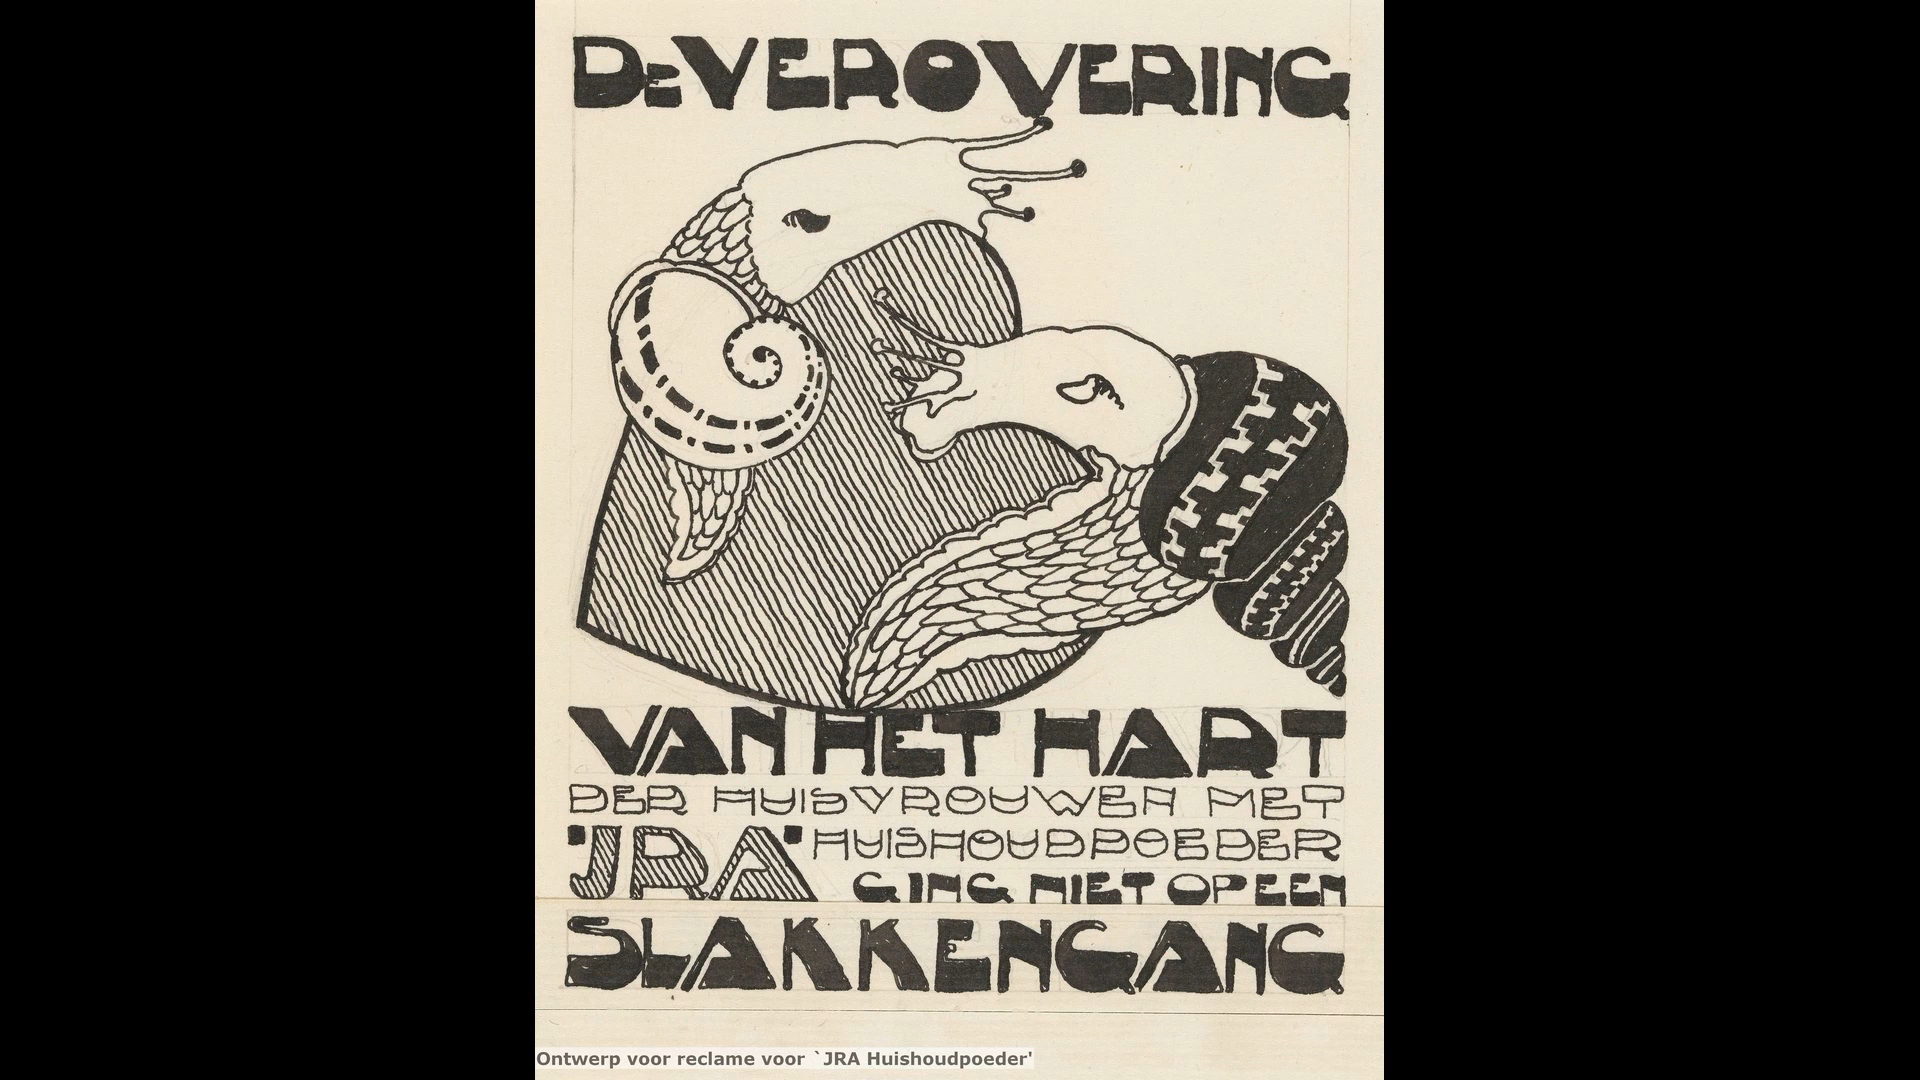 DE VEROVERING
VAN HET HART
DER HUISVROUWEN MET
"JRA" HUISHOUDPOEDER
GING NIET OP EEN
SLAKKENGANG
Ontwerp voor reclame voor `JRA Huishoudpoeder'